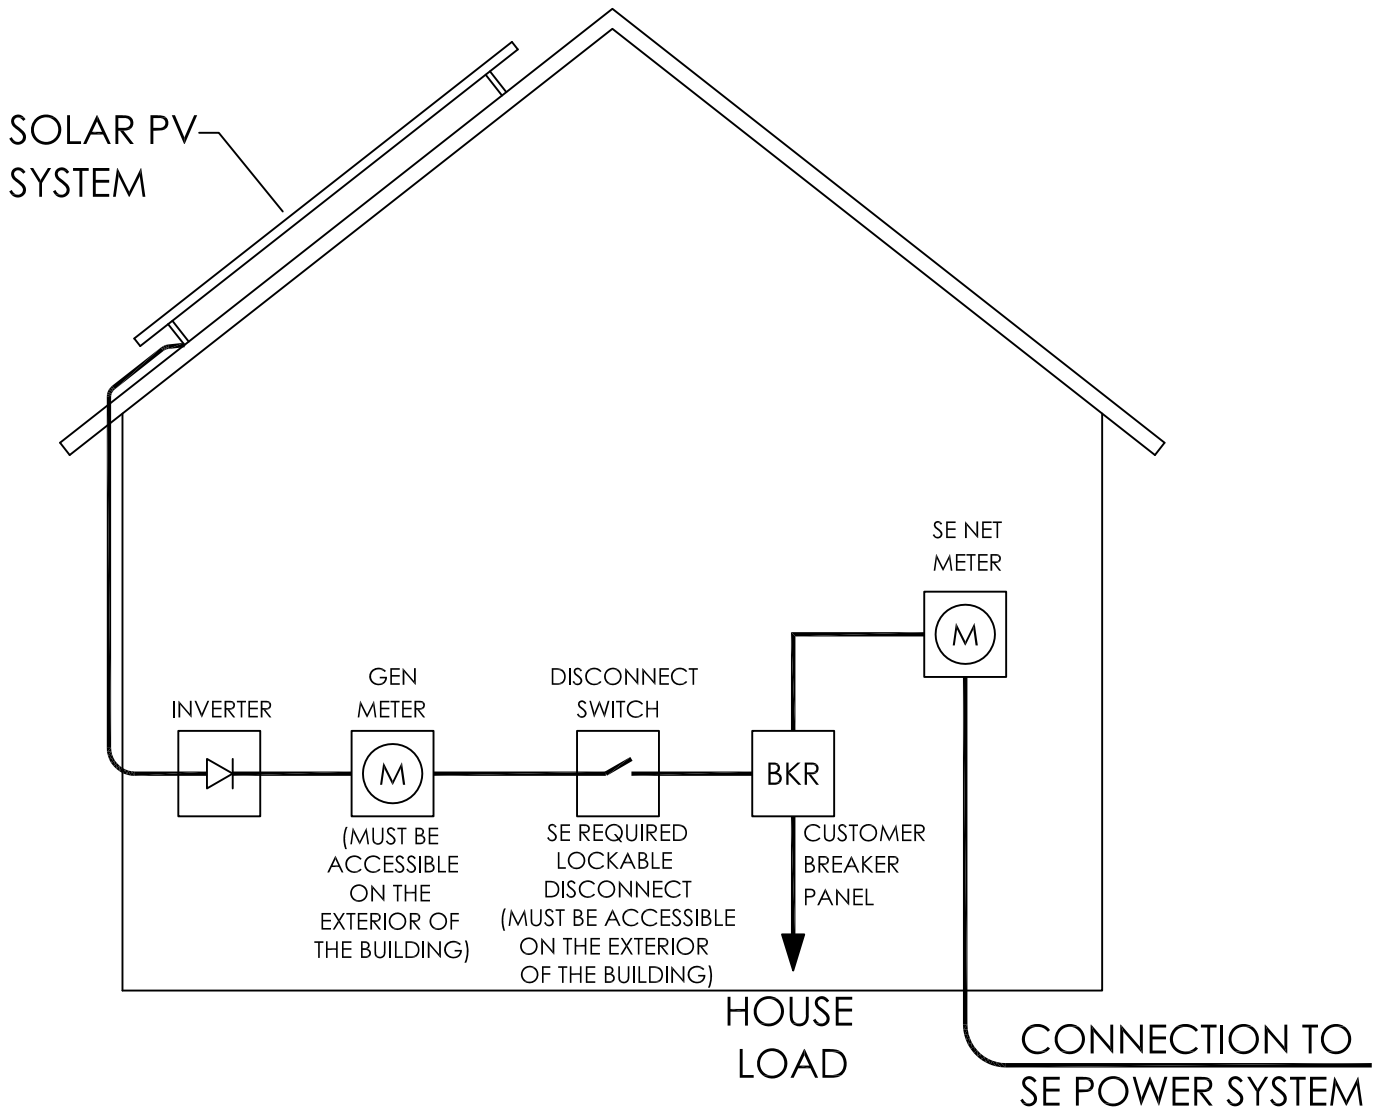 SOLAR PV
SYSTEM
SE NET
METER
M
GEN
METER
DISCONNECT
SWITCH
INVERTER
M
BKR
(MUST BE
ACCESSIBLE
ON THE
EXTERIOR OF
THE BUILDING)
SE REQUIRED
LOCKABLE
DISCONNECT
(MUST BE ACCESSIBLE
ON THE EXTERIOR
OF THE BUILDING)
CUSTOMER
BREAKER
PANEL
HOUSE
LOAD
CONNECTION TO
SE POWER SYSTEM